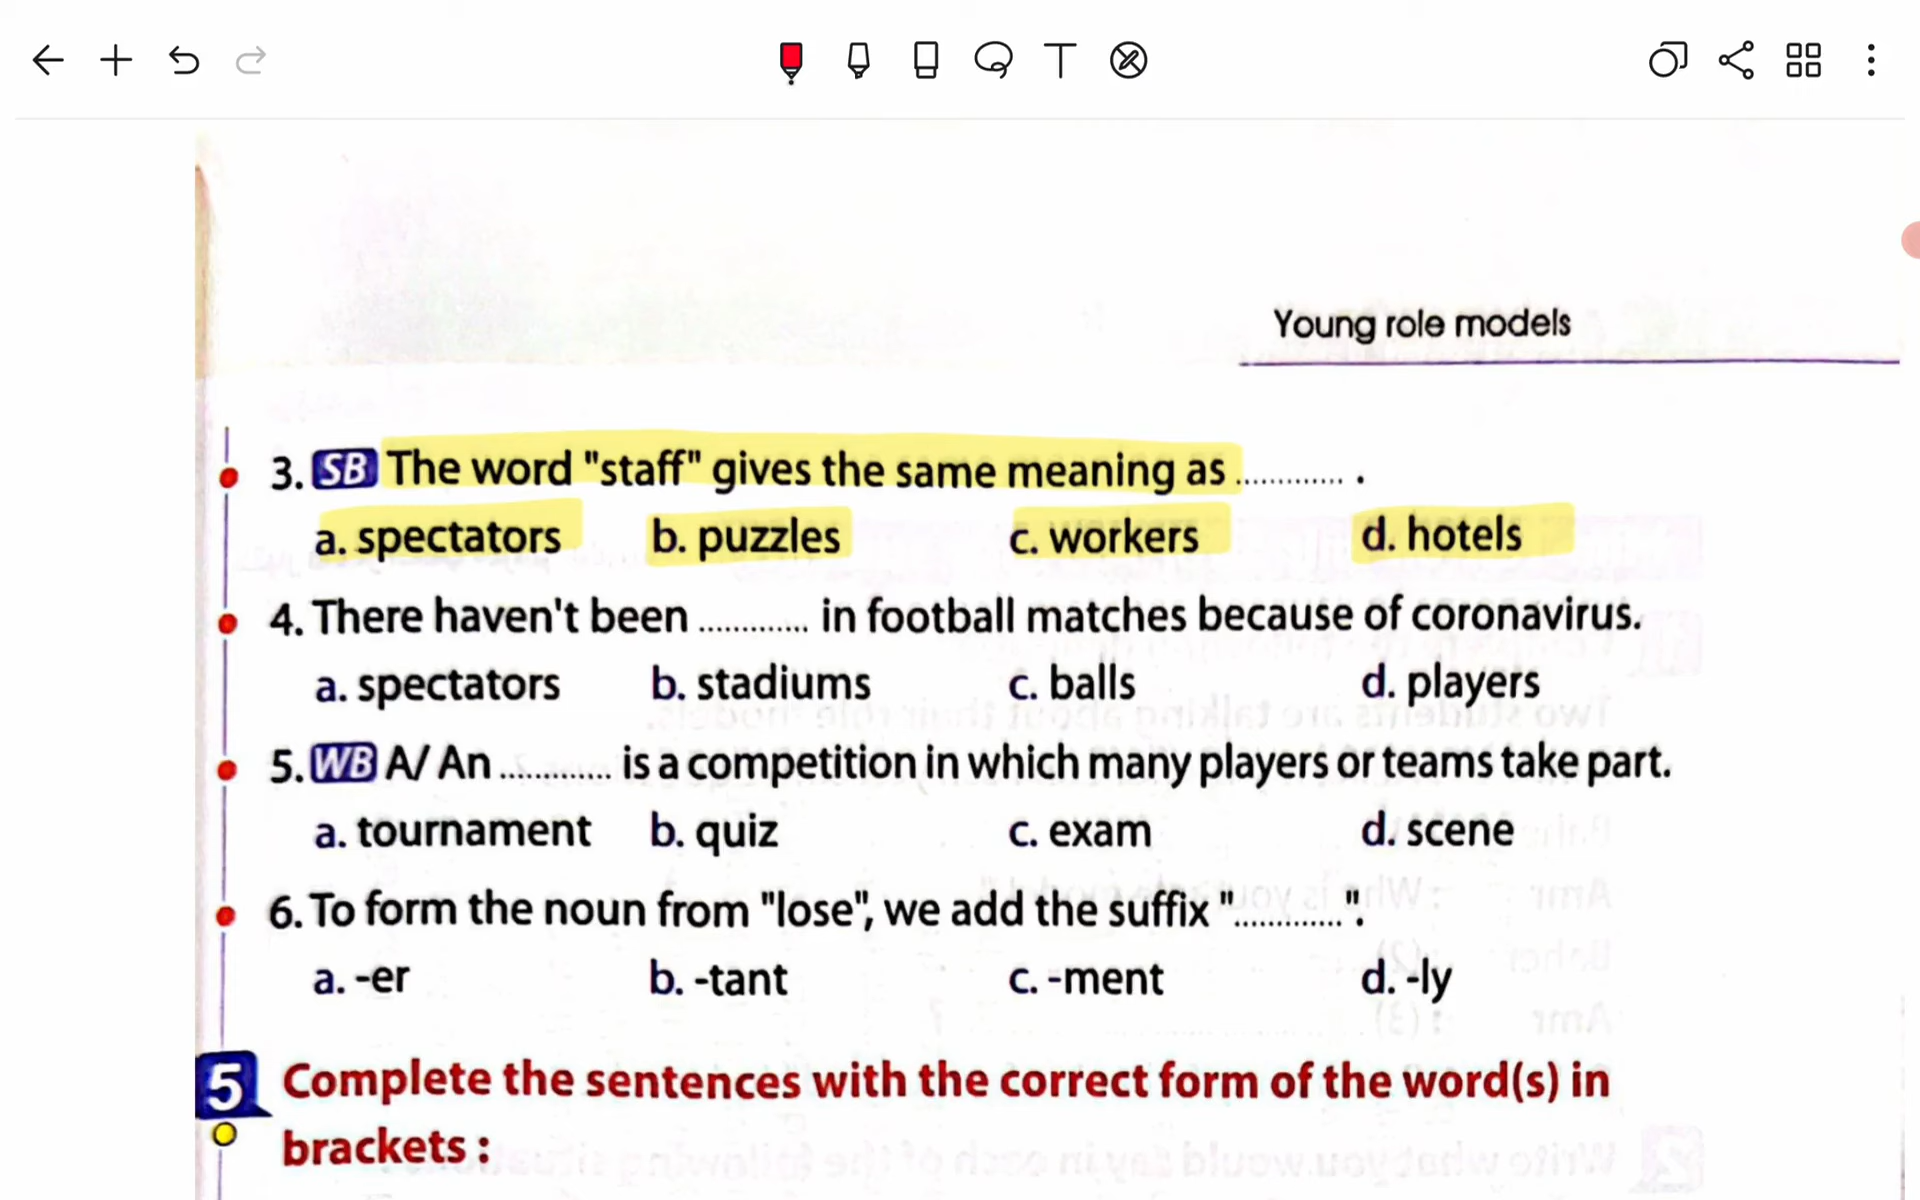 Young role models
3. SB The word "staff" gives the same meaning as ............. .
a. spectators b. puzzles c. workers d. hotels
4. There haven't been ............. in football matches because of coronavirus.
a. spectators b. stadiums c. balls d. players
5. WB A/ An ............. is a competition in which many players or teams take part.
a. tournament b. quiz c. exam d. scene
6. To form the noun from "lose", we add the suffix ".............".
a. -er b. -tant c. -ment d. -ly
5 Complete the sentences with the correct form of the word(s) in
brackets :